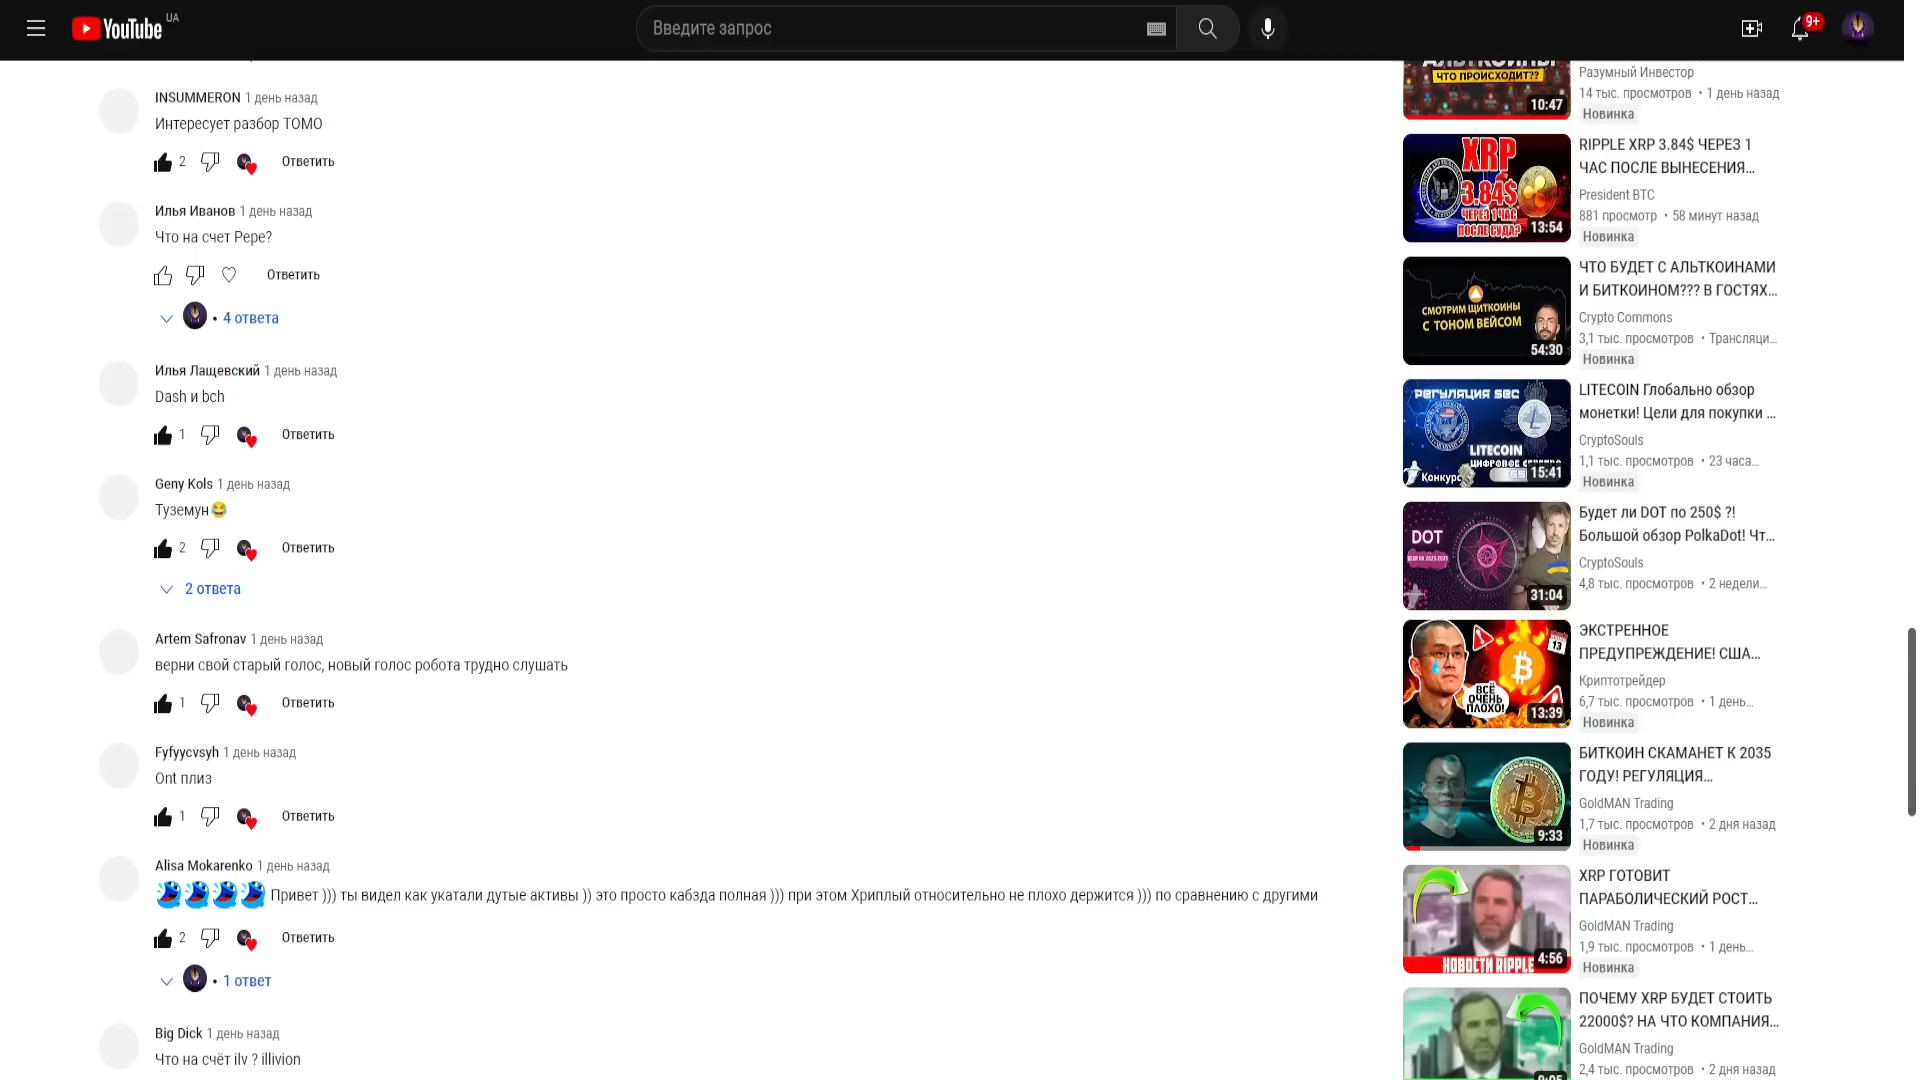 YouTube UA
Введите запрос
9+
INSUMMERON 1 день назад
Интересует разбор ТОМО
2
Ответить
Илья Иванов 1 день назад
Что на счет Pepe?
Ответить
• 4 ответа
Илья Лащевский 1 день назад
Dash и bch
1
Ответить
Geny Kols 1 день назад
Туземун😂
2
Ответить
2 ответа
Artem Safronav 1 день назад
верни свой старый голос, новый голос робота трудно слушать
1
Ответить
Fyfyycvsyh 1 день назад
Ont плиз
1
Ответить
Alisa Mokarenko 1 день назад
Привет ))) ты видел как укатали дутые активы )) это просто кабзда полная ))) при этом Хриплый относительно не плохо держится ))) по сравнению с другими
2
Ответить
• 1 ответ
Big Dick 1 день назад
Что на счёт ilv ? illivion
АЛЬТКОИНЫ
ЧТО ПРОИСХОДИТ??
10:47
Разумный Инвестор
14 тыс. просмотров • 1 день назад
Новинка
XRP
3.84$
ЧЕРЕЗ 1 ЧАС
ПОСЛЕ СУДА?
13:54
RIPPLE XRP 3.84$ ЧЕРЕЗ 1
ЧАС ПОСЛЕ ВЫНЕСЕНИЯ…
President BTC
881 просмотр • 58 минут назад
Новинка
СМОТРИМ ЩИТКОИНЫ
С ТОНОМ ВЕЙСОМ
54:30
ЧТО БУДЕТ С АЛЬТКОИНАМИ
И БИТКОИНОМ??? В ГОСТЯХ…
Crypto Commons
3,1 тыс. просмотров • Трансляци…
Новинка
РЕГУЛЯЦИЯ SEC
LITECOIN
ЦИФРОВОЕ СЕРЕБРО
Конкурс
15:41
LITECOIN Глобально обзор
монетки! Цели для покупки …
CryptoSouls
1,1 тыс. просмотров • 23 часа…
Новинка
DOT
31:04
Будет ли DOT по 250$ ?!
Большой обзор PolkaDot! Чт…
CryptoSouls
4,8 тыс. просмотров • 2 недели…
13
ВСЁ
ОЧЕНЬ
ПЛОХО!
13:39
ЭКСТРЕННОЕ
ПРЕДУПРЕЖДЕНИЕ! США…
Криптотрейдер
6,7 тыс. просмотров • 1 день…
Новинка
9:33
БИТКОИН СКАМАНЕТ К 2035
ГОДУ! РЕГУЛЯЦИЯ…
GoldMAN Trading
1,7 тыс. просмотров • 2 дня назад
Новинка
НОВОСТИ RIPPLE
4:56
XRP ГОТОВИТ
ПАРАБОЛИЧЕСКИЙ РОСТ…
GoldMAN Trading
1,9 тыс. просмотров • 1 день…
Новинка
ПОЧЕМУ XRP БУДЕТ СТОИТЬ
22000$? НА ЧТО КОМПАНИЯ…
GoldMAN Trading
2,4 тыс. просмотров • 2 дня назад